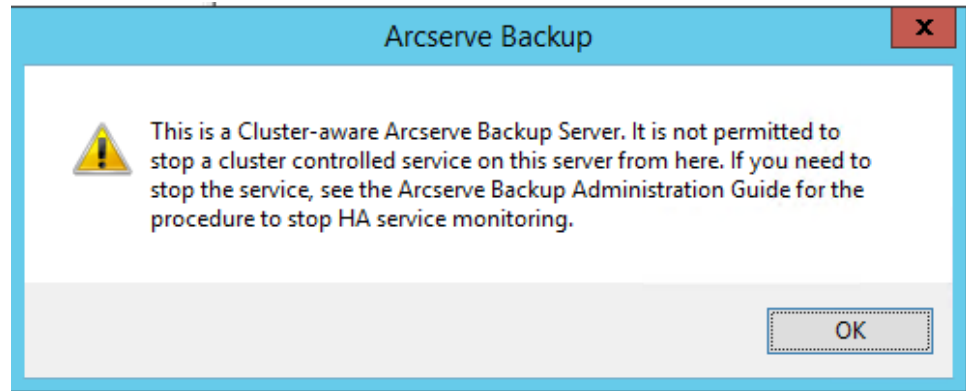 Arcserve Backup
x
This is a Cluster-aware Arcserve Backup Server. It is not permitted to
stop a cluster controlled service on this server from here. If you need to
stop the service, see the Arcserve Backup Administration Guide for the
procedure to stop HA service monitoring.
OK